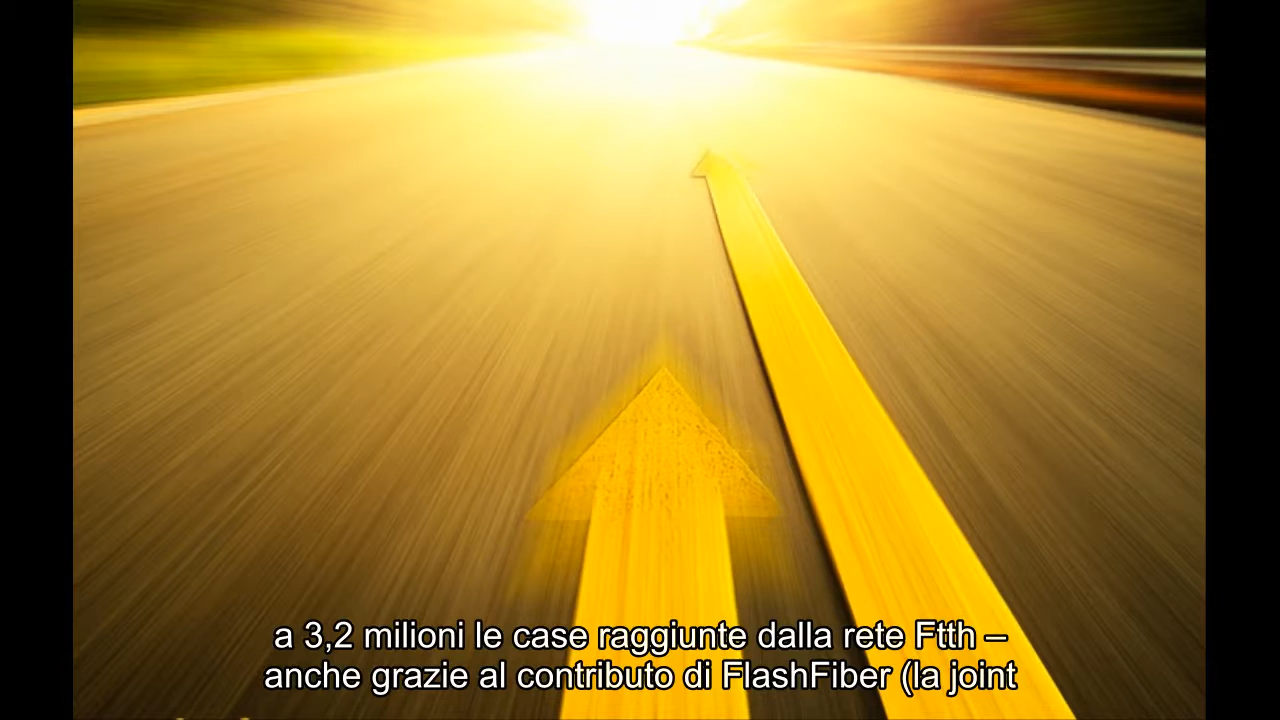 a 3,2 milioni le case raggiunte dalla rete Ftth –
anche grazie al contributo di FlashFiber (la joint